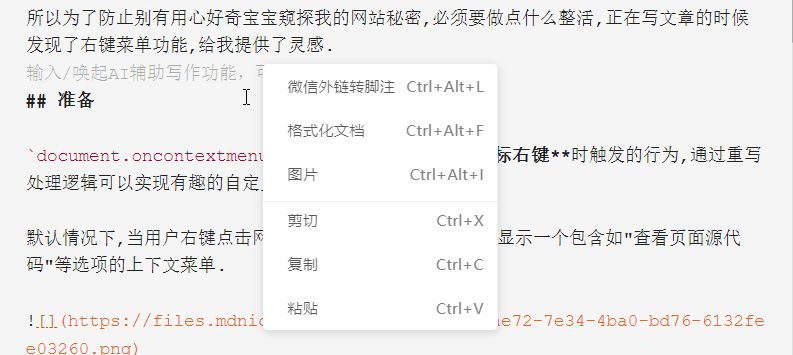 所以为了防止别有用心好奇宝宝窥探我的网站秘密,必须要做点什么整活,正在写文章的时候
发现了右键菜单功能,给我提供了灵感.
输入/唤起AI辅助写作功能,
## 准备
`document.oncontextmenu 标右键**时触发的行为,通过重写
处理逻辑可以实现有趣的自定
默认情况下,当用户右键点击网 显示一个包含如"查看页面源代
码"等选项的上下文菜单.
![](https://files.mdnic e72-7e34-4ba0-bd76-6132fe
e03260.png)
微信外链转脚注 Ctrl+Alt+L
格式化文档 Ctrl+Alt+F
图片 Ctrl+Alt+I
剪切 Ctrl+X
复制 Ctrl+C
粘贴 Ctrl+V